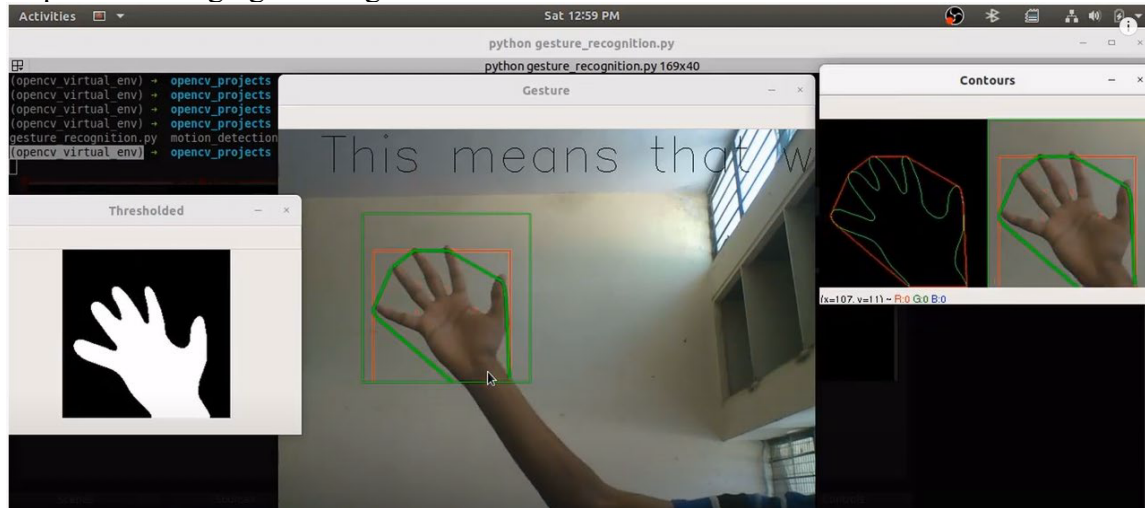 Activities
Sat 12:59 PM
python gesture_recognition.py
python gesture_recognition.py 169x40
(opencv_virtual_env) → opencv_projects
(opencv_virtual_env) → opencv_projects
(opencv_virtual_env) → opencv_projects
(opencv_virtual_env) → opencv_projects
gesture_recognition.py motion_detection
(opencv_virtual_env) → opencv_projects
Gesture
This means that w
Thresholded
Contours
(x=107, y=11) ~ R:0 G:0 B:0